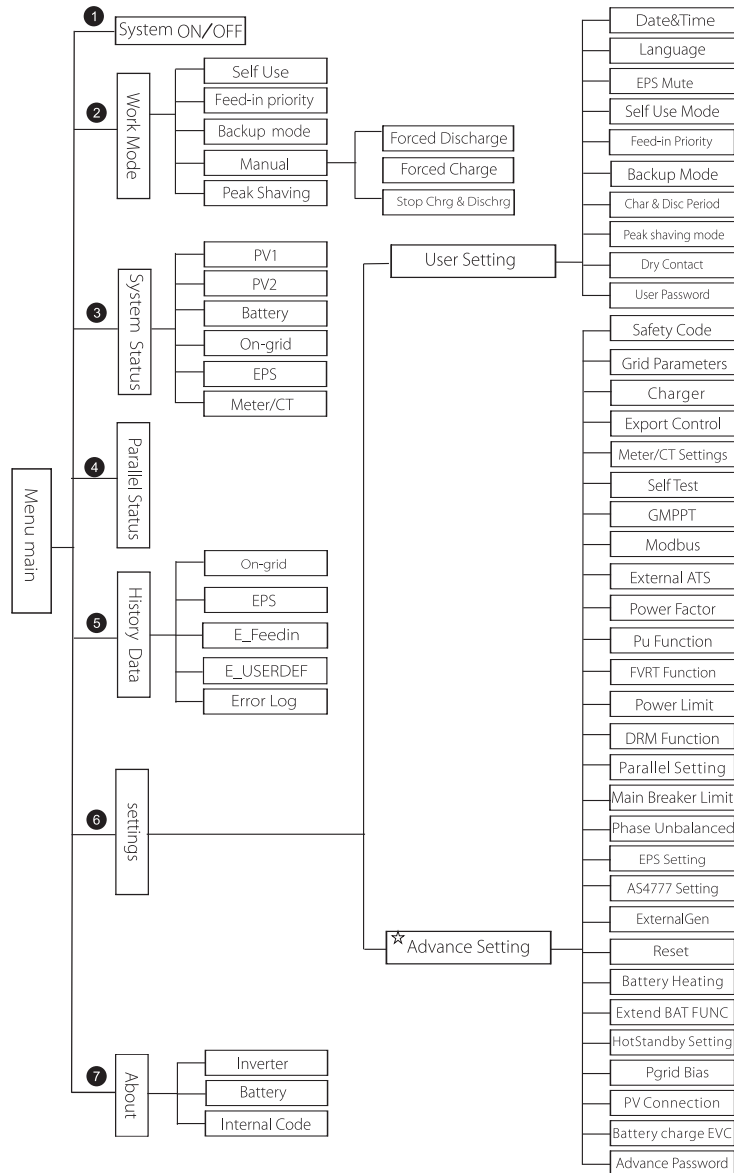 Menu main
1
System ON/OFF
2
Work Mode
Self Use
Feed-in priority
Backup mode
Manual
Peak Shaving
Forced Discharge
Forced Charge
Stop Chrg & Dischrg
3
System Status
PV1
PV2
Battery
On-grid
EPS
Meter/CT
4
Parallel Status
5
History Data
On-grid
EPS
E_Feedin
E_USERDEF
Error Log
6
settings
User Setting
Date&Time
Language
EPS Mute
Self Use Mode
Feed-in Priority
Backup Mode
Char & Disc Period
Peak shaving mode
Dry Contact
User Password
☆Advance Setting
Safety Code
Grid Parameters
Charger
Export Control
Meter/CT Settings
Self Test
GMPPT
Modbus
External ATS
Power Factor
Pu Function
FVRT Function
Power Limit
DRM Function
Parallel Setting
Main Breaker Limit
Phase Unbalanced
EPS Setting
AS4777 Setting
ExternalGen
Reset
Battery Heating
Extend BAT FUNC
HotStandby Setting
Pgrid Bias
PV Connection
Battery charge EVC
Advance Password
7
About
Inverter
Battery
Internal Code